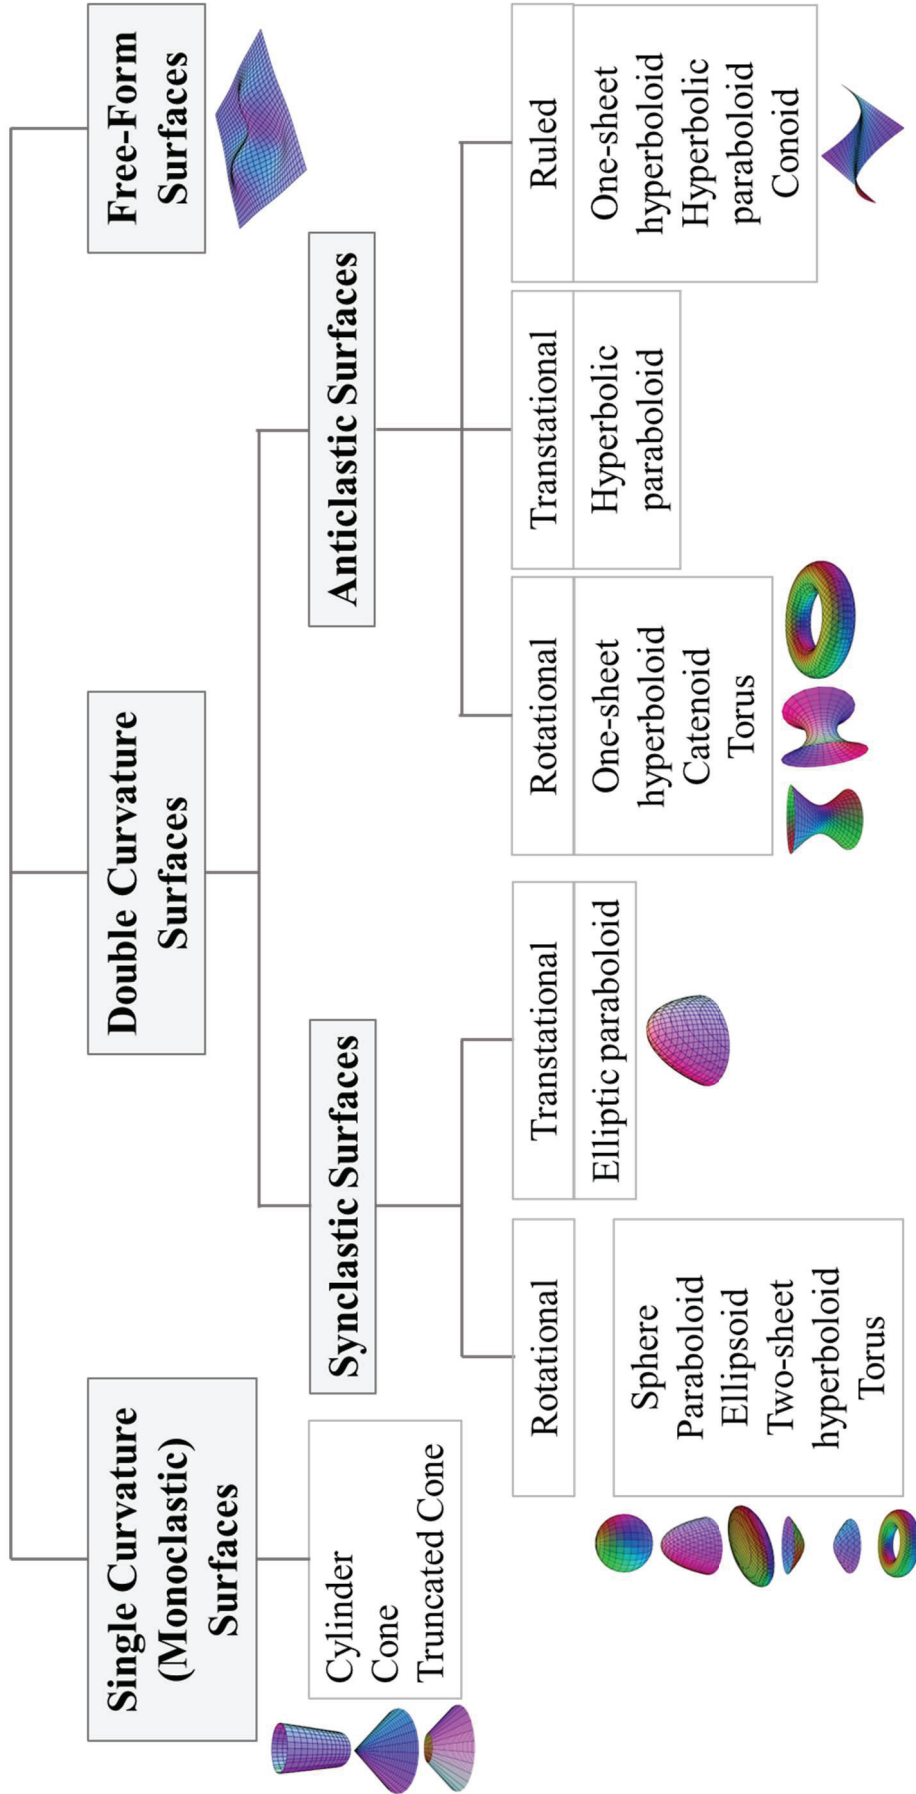 Single Curvature
(Monoclastic)
Surfaces
Cylinder
Cone
Truncated Cone
Double Curvature
Surfaces
Synclastic Surfaces
Rotational
Sphere
Paraboloid
Ellipsoid
Two-sheet
hyperboloid
Torus
Transtational
Elliptic paraboloid
Anticlastic Surfaces
Rotational
One-sheet
hyperboloid
Catenoid
Torus
Transtational
Hyperbolic
paraboloid
Ruled
One-sheet
hyperboloid
Hyperbolic
paraboloid
Conoid
Free-Form
Surfaces